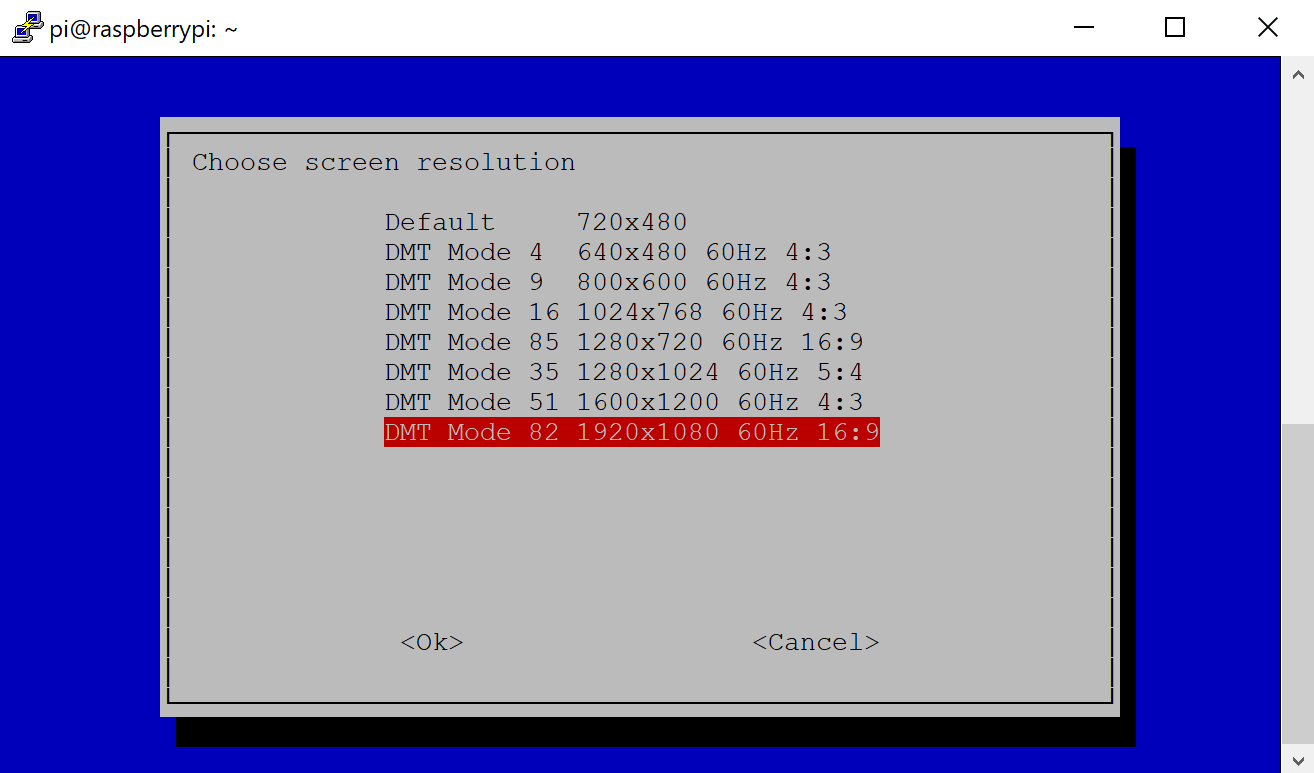 pi@raspberrypi: ~
Choose screen resolution
Default     720x480
DMT Mode 4  640x480 60Hz 4:3
DMT Mode 9  800x600 60Hz 4:3
DMT Mode 16 1024x768 60Hz 4:3
DMT Mode 85 1280x720 60Hz 16:9
DMT Mode 35 1280x1024 60Hz 5:4
DMT Mode 51 1600x1200 60Hz 4:3
DMT Mode 82 1920x1080 60Hz 16:9
<Ok> <Cancel>